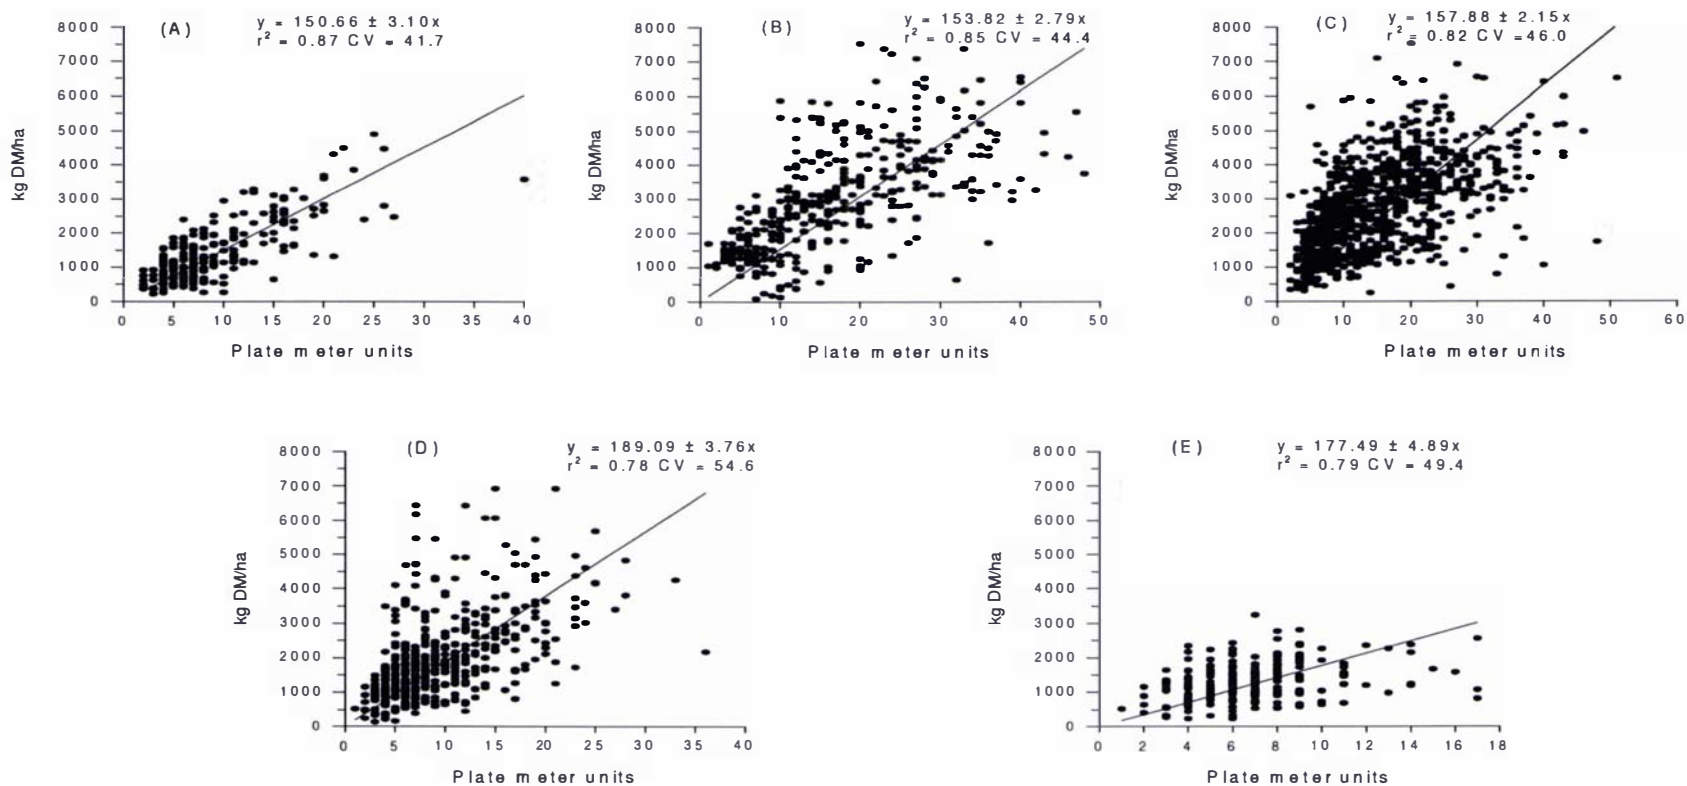 (A)
y = 150.66 ± 3.10x
r² = 0.87 CV = 41.7
8000
7000
6000
5000
4000
3000
2000
1000
0
kg DM/ha
0 5 10 15 20 25 30 35 40
Plate meter units
(B)
y = 153.82 ± 2.79x
r² = 0.85 CV = 44.4
8000
7000
6000
5000
4000
3000
2000
1000
0
kg DM/ha
0 10 20 30 40 50
Plate meter units
(C)
y = 157.88 ± 2.15x
r² = 0.82 CV =46.0
8000
7000
6000
5000
4000
3000
2000
1000
0
kg DM/ha
0 10 20 30 40 50 60
Plate meter units
(D)
y = 189.09 ± 3.76x
r² = 0.78 CV = 54.6
8000
7000
6000
5000
4000
3000
2000
1000
0
kg DM/ha
0 5 10 15 20 25 30 35 40
Plate meter units
(E)
y = 177.49 ± 4.89x
r² = 0.79 CV = 49.4
8000
7000
6000
5000
4000
3000
2000
1000
0
kg DM/ha
0 2 4 6 8 10 12 14 16 18
Plate meter units